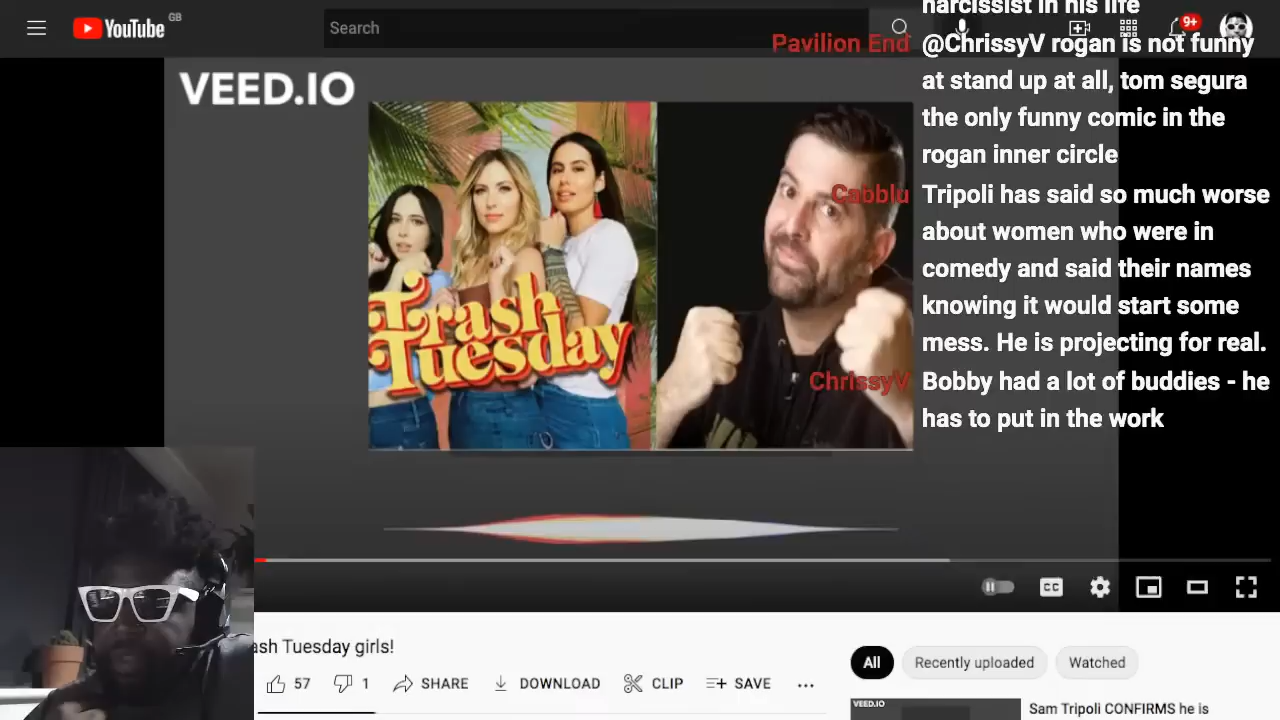 YouTube GB
Search
9+
VEED.IO
Trash
Tuesday
narcissist in his life
Pavilion End @ChrissyV rogan is not funny
at stand up at all, tom segura
the only funny comic in the
rogan inner circle
Cabblu Tripoli has said so much worse
about women who were in
comedy and said their names
knowing it would start some
mess. He is projecting for real.
ChrissyV Bobby had a lot of buddies - he
has to put in the work
CC
ash Tuesday girls!
57 1 SHARE DOWNLOAD CLIP SAVE
All Recently uploaded Watched
VEED.IO
Sam Tripoli CONFIRMS he is